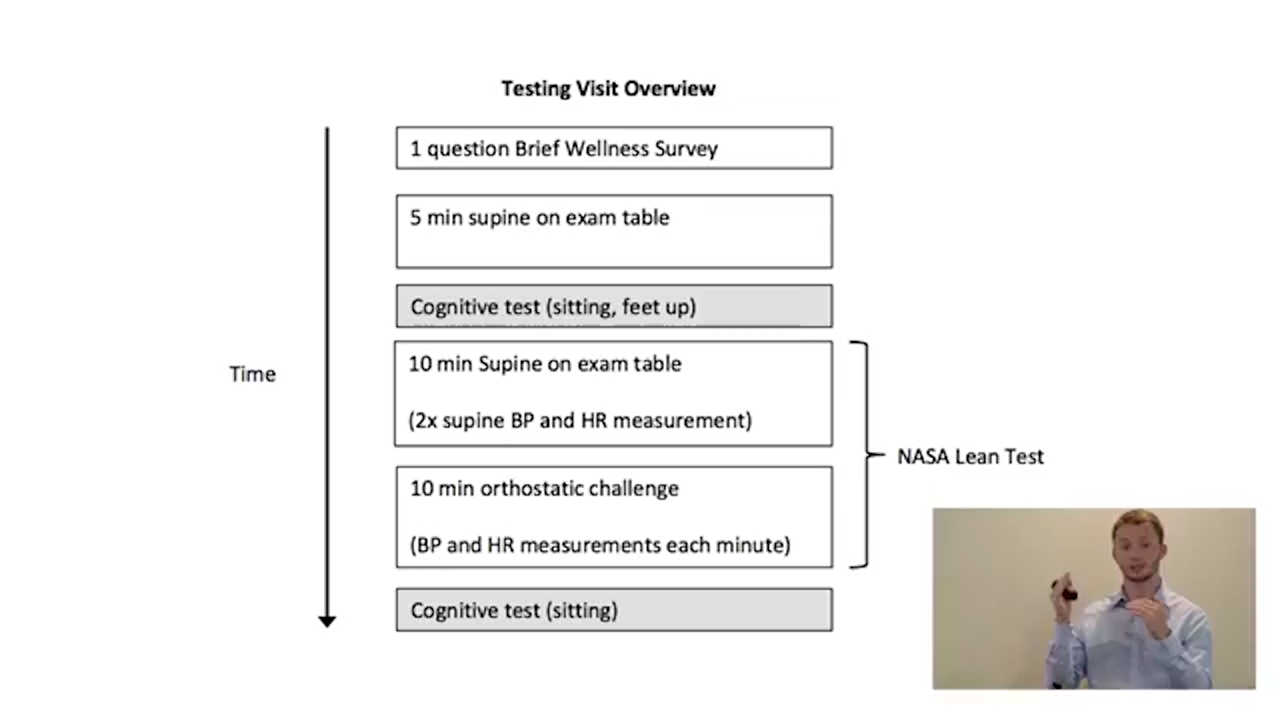 Testing Visit Overview
1 question Brief Wellness Survey
5 min supine on exam table
Cognitive test (sitting, feet up)
Time
10 min Supine on exam table
(2x supine BP and HR measurement)
NASA Lean Test
10 min orthostatic challenge
(BP and HR measurements each minute)
Cognitive test (sitting)